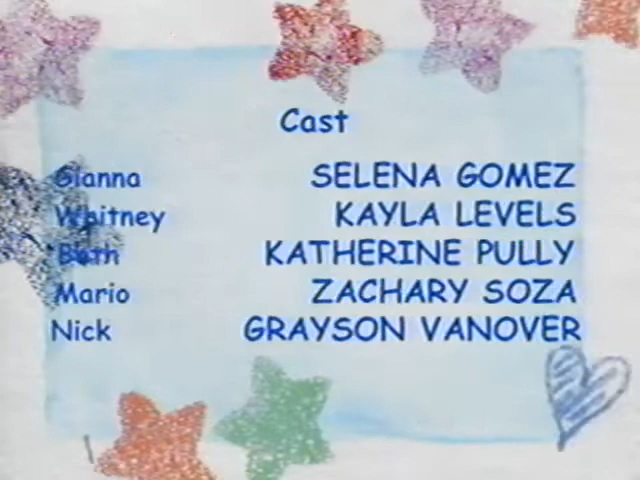 Cast
Gianna SELENA GOMEZ
Whitney KAYLA LEVELS
Beth KATHERINE PULLY
Mario ZACHARY SOZA
Nick GRAYSON VANOVER